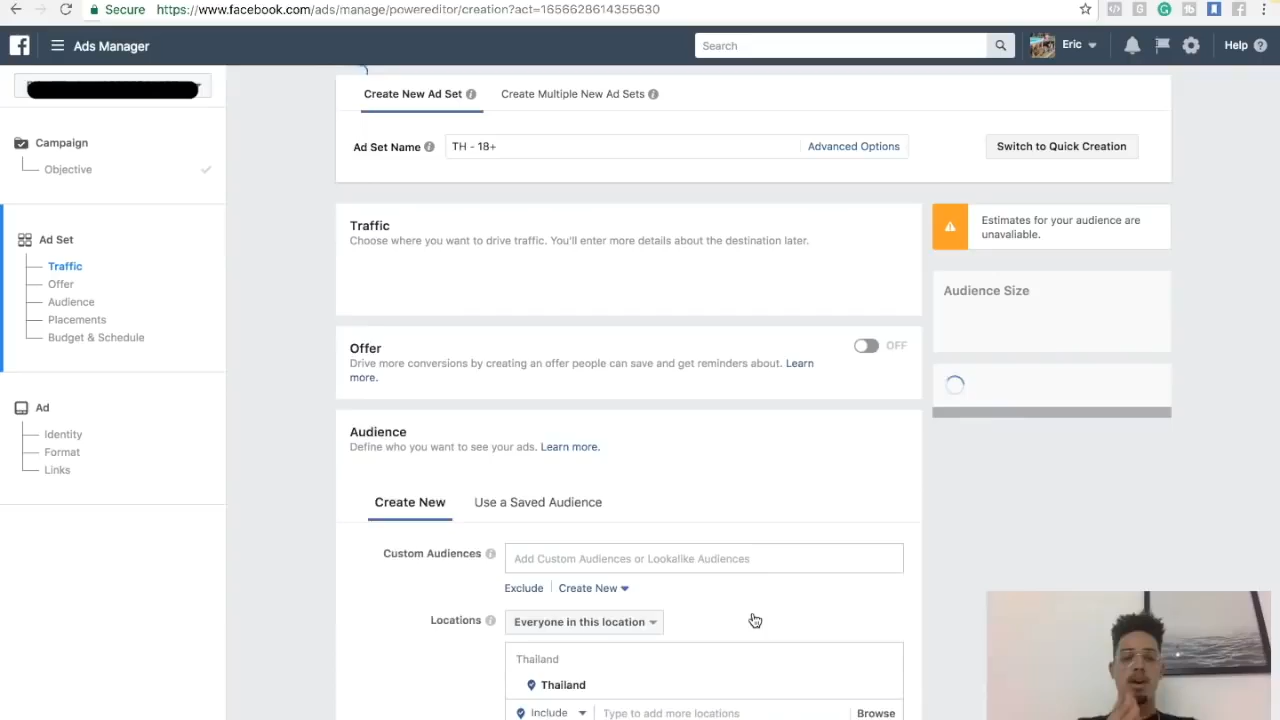 Secure https://www.facebook.com/ads/manage/powereditor/creation?act=1656628614355630
Ads Manager
Search
Eric
Help
Create New Ad Set
Create Multiple New Ad Sets
Ad Set Name
TH - 18+
Advanced Options
Switch to Quick Creation
Campaign
Objective
Ad Set
Traffic
Offer
Audience
Placements
Budget & Schedule
Ad
Identity
Format
Links
Traffic
Choose where you want to drive traffic. You'll enter more details about the destination later.
Offer
OFF
Drive more conversions by creating an offer people can save and get reminders about. Learn
more.
Audience
Define who you want to see your ads. Learn more.
Create New
Use a Saved Audience
Custom Audiences
Add Custom Audiences or Lookalike Audiences
Exclude
Create New
Locations
Everyone in this location
Thailand
Thailand
Include
Type to add more locations
Browse
Estimates for your audience are
unavaliable.
Audience Size